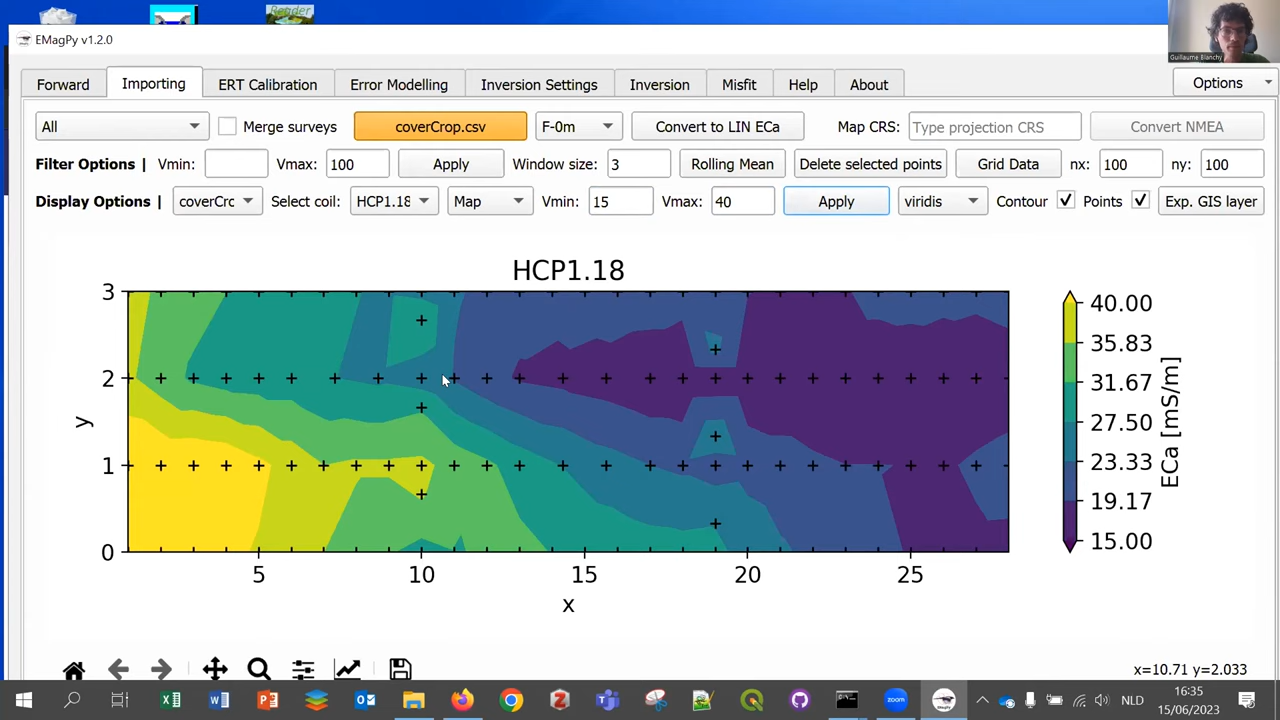 Reader
EMagPy v1.2.0
Guillaume Blanchy
Forward Importing ERT Calibration Error Modelling Inversion Settings Inversion Misfit Help About Options
All Merge surveys coverCrop.csv F-0m Convert to LIN ECa Map CRS: Type projection CRS Convert NMEA
Filter Options | Vmin: Vmax: 100 Apply Window size: 3 Rolling Mean Delete selected points Grid Data nx: 100 ny: 100
Display Options | coverCrc Select coil: HCP1.18 Map Vmin: 15 Vmax: 40 Apply viridis Contour Points Exp. GIS layer
HCP1.18
3
2
1
0
y
5 10 15 20 25
x
40.00
35.83
31.67
27.50
23.33
19.17
15.00
ECa [mS/m]
x=10.71 y=2.033
NLD
16:35
15/06/2023